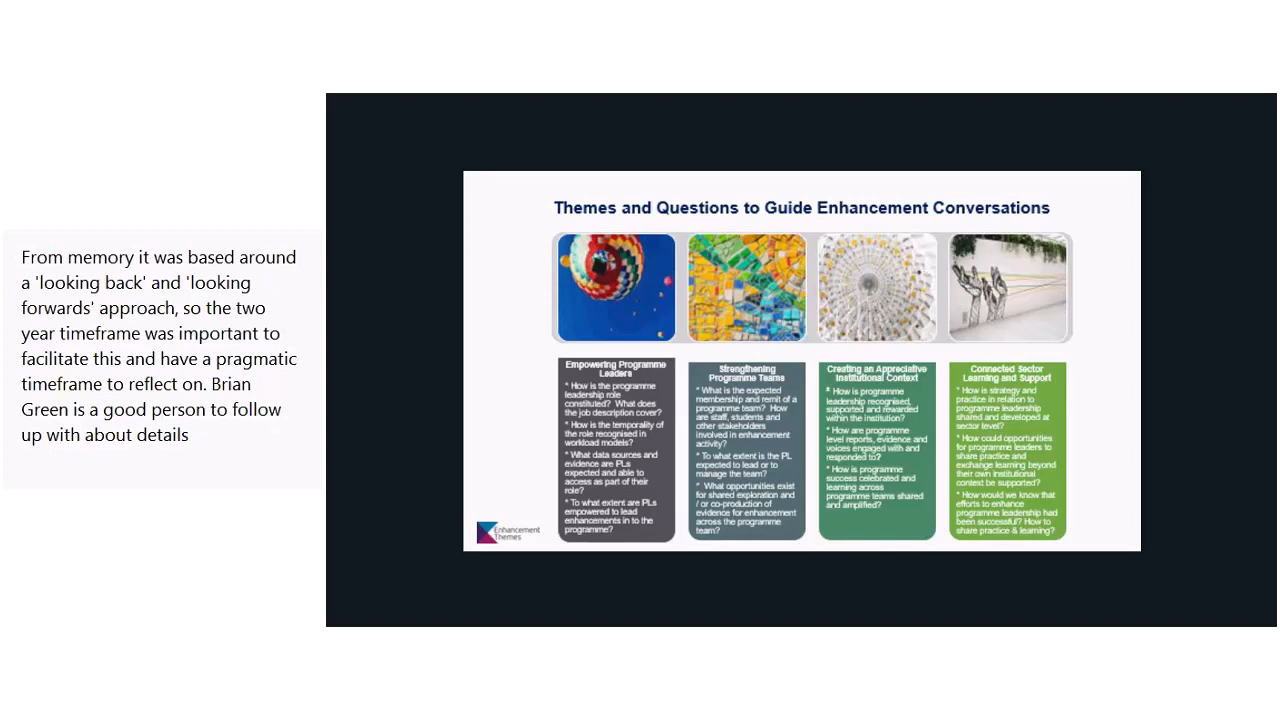 From memory it was based around
a 'looking back' and 'looking
forwards' approach, so the two
year timeframe was important to
facilitate this and have a pragmatic
timeframe to reflect on. Brian
Green is a good person to follow
up with about details
Themes and Questions to Guide Enhancement Conversations
Empowering Programme
Leaders
* How is the programme
leadership role
constituted? What does
the job description cover?
* How is the temporality of
the role recognised in
workload models?
* What data sources and
evidence are PLs
expected and able to
access as part of their
role?
* To what extent are PLs
empowered to lead
enhancements in to the
programme?
Strengthening
Programme Teams
* What is the expected
membership and remit of a
programme team? How
are staff, students and
other stakeholders
involved in enhancement
activity?
* To what extent is the PL
expected to lead or to
manage the team?
* What opportunities exist
for shared exploration and
/ or co-production of
evidence for enhancement
across the programme
team?
Creating an Appreciative
Institutional Context
* How is programme
leadership recognised,
supported and rewarded
within the institution?
* How are programme
level reports, evidence and
voices engaged with and
responded to?
* How is programme
success celebrated and
learning across
programme teams shared
and amplified?
Connected Sector
Learning and Support
* How is strategy and
practice in relation to
programme leadership
shared and developed at
sector level?
* How could opportunities
for programme leaders to
share practice and
exchange learning beyond
their own institutional
context be supported?
* How would we know that
efforts to enhance
programme leadership had
been successful? How to
share practice & learning?
Enhancement
Themes